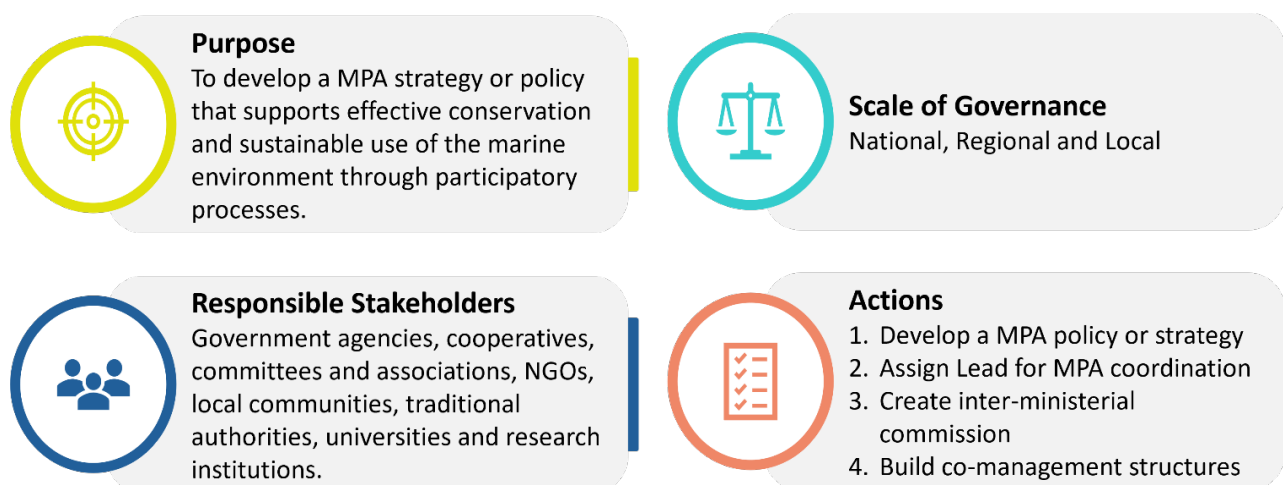 Purpose
To develop a MPA strategy or policy
that supports effective conservation
and sustainable use of the marine
environment through participatory
processes.
Scale of Governance
National, Regional and Local
Responsible Stakeholders
Government agencies, cooperatives,
committees and associations, NGOs,
local communities, traditional
authorities, universities and research
institutions.
Actions
1. Develop a MPA policy or strategy
2. Assign Lead for MPA coordination
3. Create inter-ministerial
commission
4. Build co-management structures